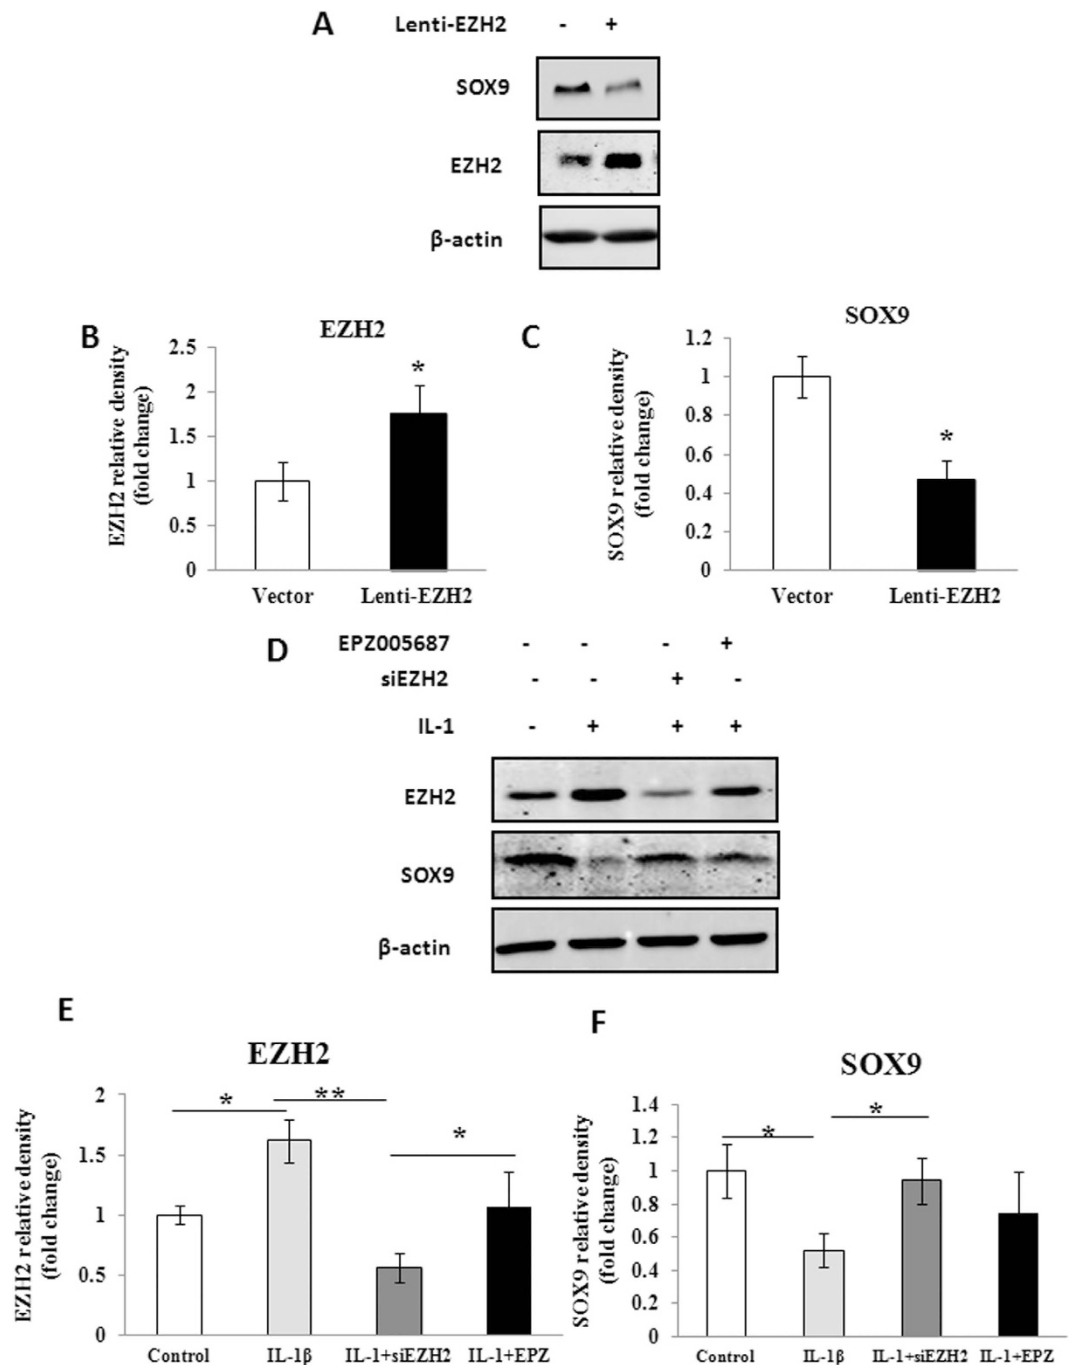 A
Lenti-EZH2 - +
SOX9
EZH2
β-actin
B
EZH2
EZH2 relative density
(fold change)
2.5
2
1.5
1
0.5
0
*
Vector Lenti-EZH2
C
SOX9
SOX9 relative density
(fold change)
1.2
1
0.8
0.6
0.4
0.2
0
*
Vector Lenti-EZH2
D
EPZ005687 - - - +
siEZH2 - - + -
IL-1 - + + +
EZH2
SOX9
β-actin
E
EZH2
EZH2 relative density
(fold change)
2
1.5
1
0.5
0
* ** *
Control IL-1β IL-1+siEZH2 IL-1+EPZ
F
SOX9
SOX9 relative density
(fold change)
1.4
1.2
1
0.8
0.6
0.4
0.2
0
* *
Control IL-1β IL-1+siEZH2 IL-1+EPZ